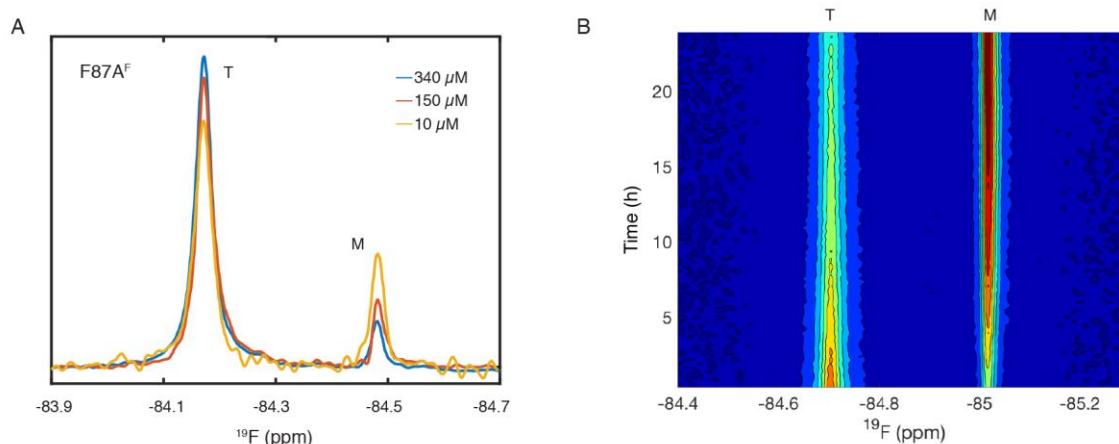 A
F87Aᶠ
T
340 µM
150 µM
10 µM
M
-83.9 -84.1 -84.3 -84.5 -84.7
¹⁹F (ppm)
B
T M
Time (h)
20
15
10
5
-84.4 -84.6 -84.8 -85 -85.2
¹⁹F (ppm)